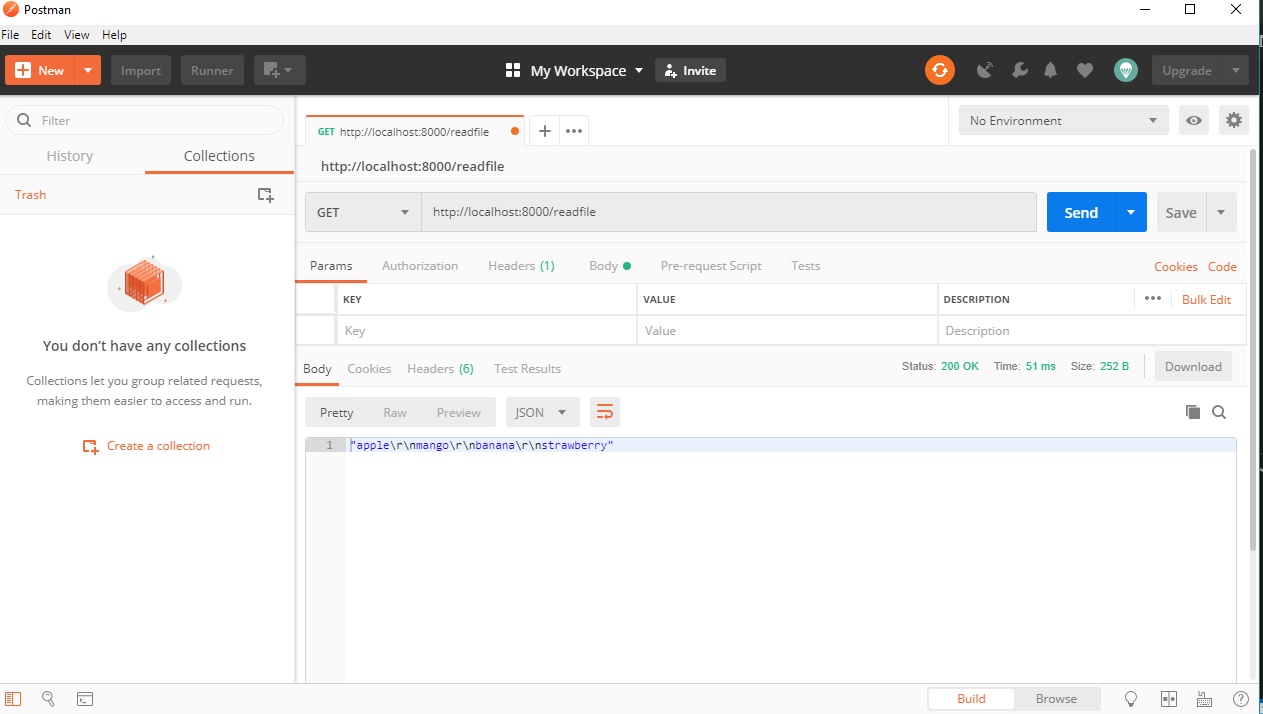 Postman
File Edit View Help
New Import Runner My Workspace Invite Upgrade
Filter
History Collections
Trash
You don’t have any collections
Collections let you group related requests,
making them easier to access and run.
Create a collection
GET http://localhost:8000/readfile + ••• No Environment
http://localhost:8000/readfile
GET http://localhost:8000/readfile Send Save
Params Authorization Headers (1) Body Pre-request Script Tests Cookies Code
KEY VALUE DESCRIPTION ••• Bulk Edit
Key Value Description
Body Cookies Headers (6) Test Results Status: 200 OK Time: 51 ms Size: 252 B Download
Pretty Raw Preview JSON
1 "apple\r\nmango\r\nbanana\r\nstrawberry"
Build Browse ?